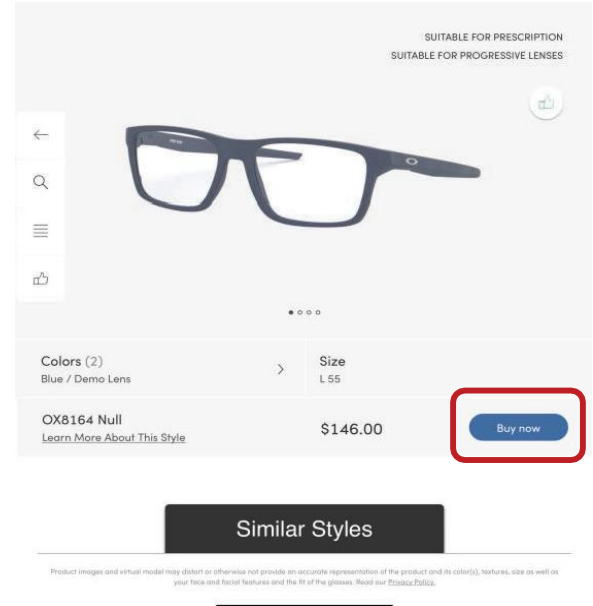 SUITABLE FOR PRESCRIPTION
SUITABLE FOR PROGRESSIVE LENSES
Colors (2)
Blue / Demo Lens
Size
L 55
OX8164 Null
Learn More About This Style
$146.00
Buy now
Similar Styles
Product images and virtual model may distort or otherwise not provide an accurate representation of the product and its color(s), textures, size as well as
your face and facial features and the fit of the glasses. Read our Privacy Policy.